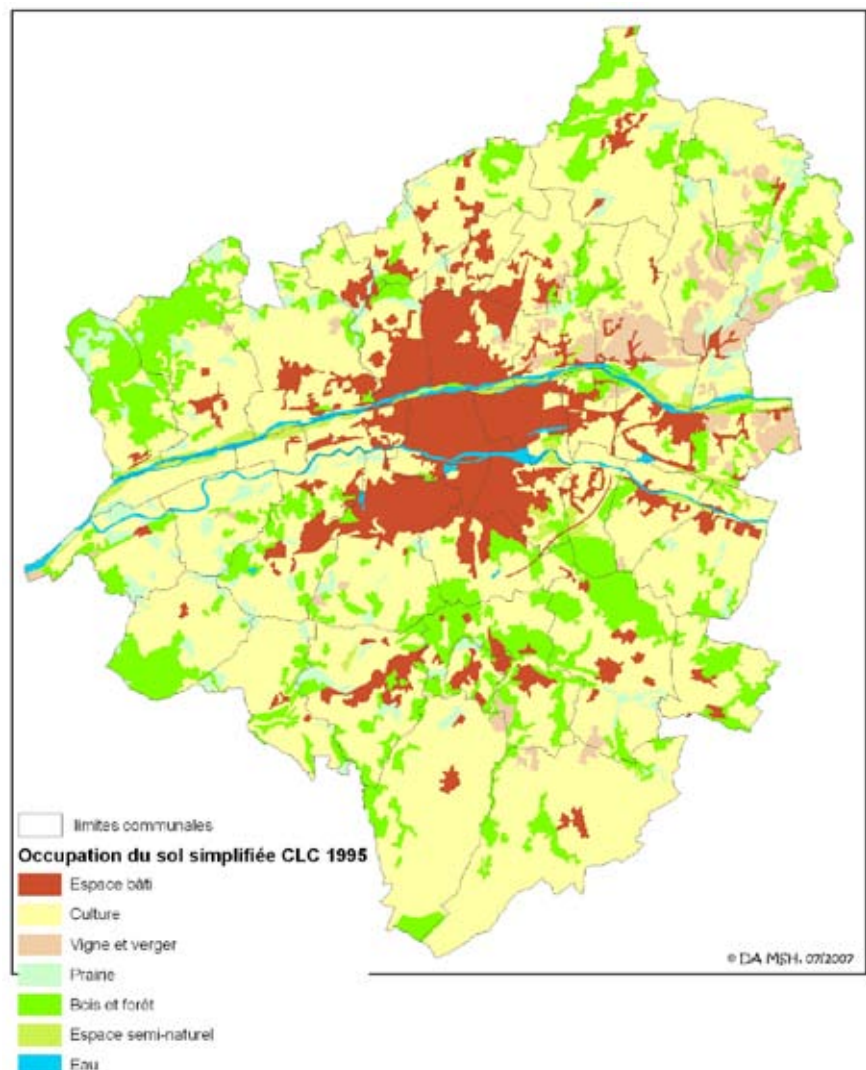 limites communales
Occupation du sol simplifiée CLC 1995
Espace bâti
Culture
Vigne et verger
Prairie
Bois et forêt
Espace semi-naturel
Eau
© DA MSH, 07/2007